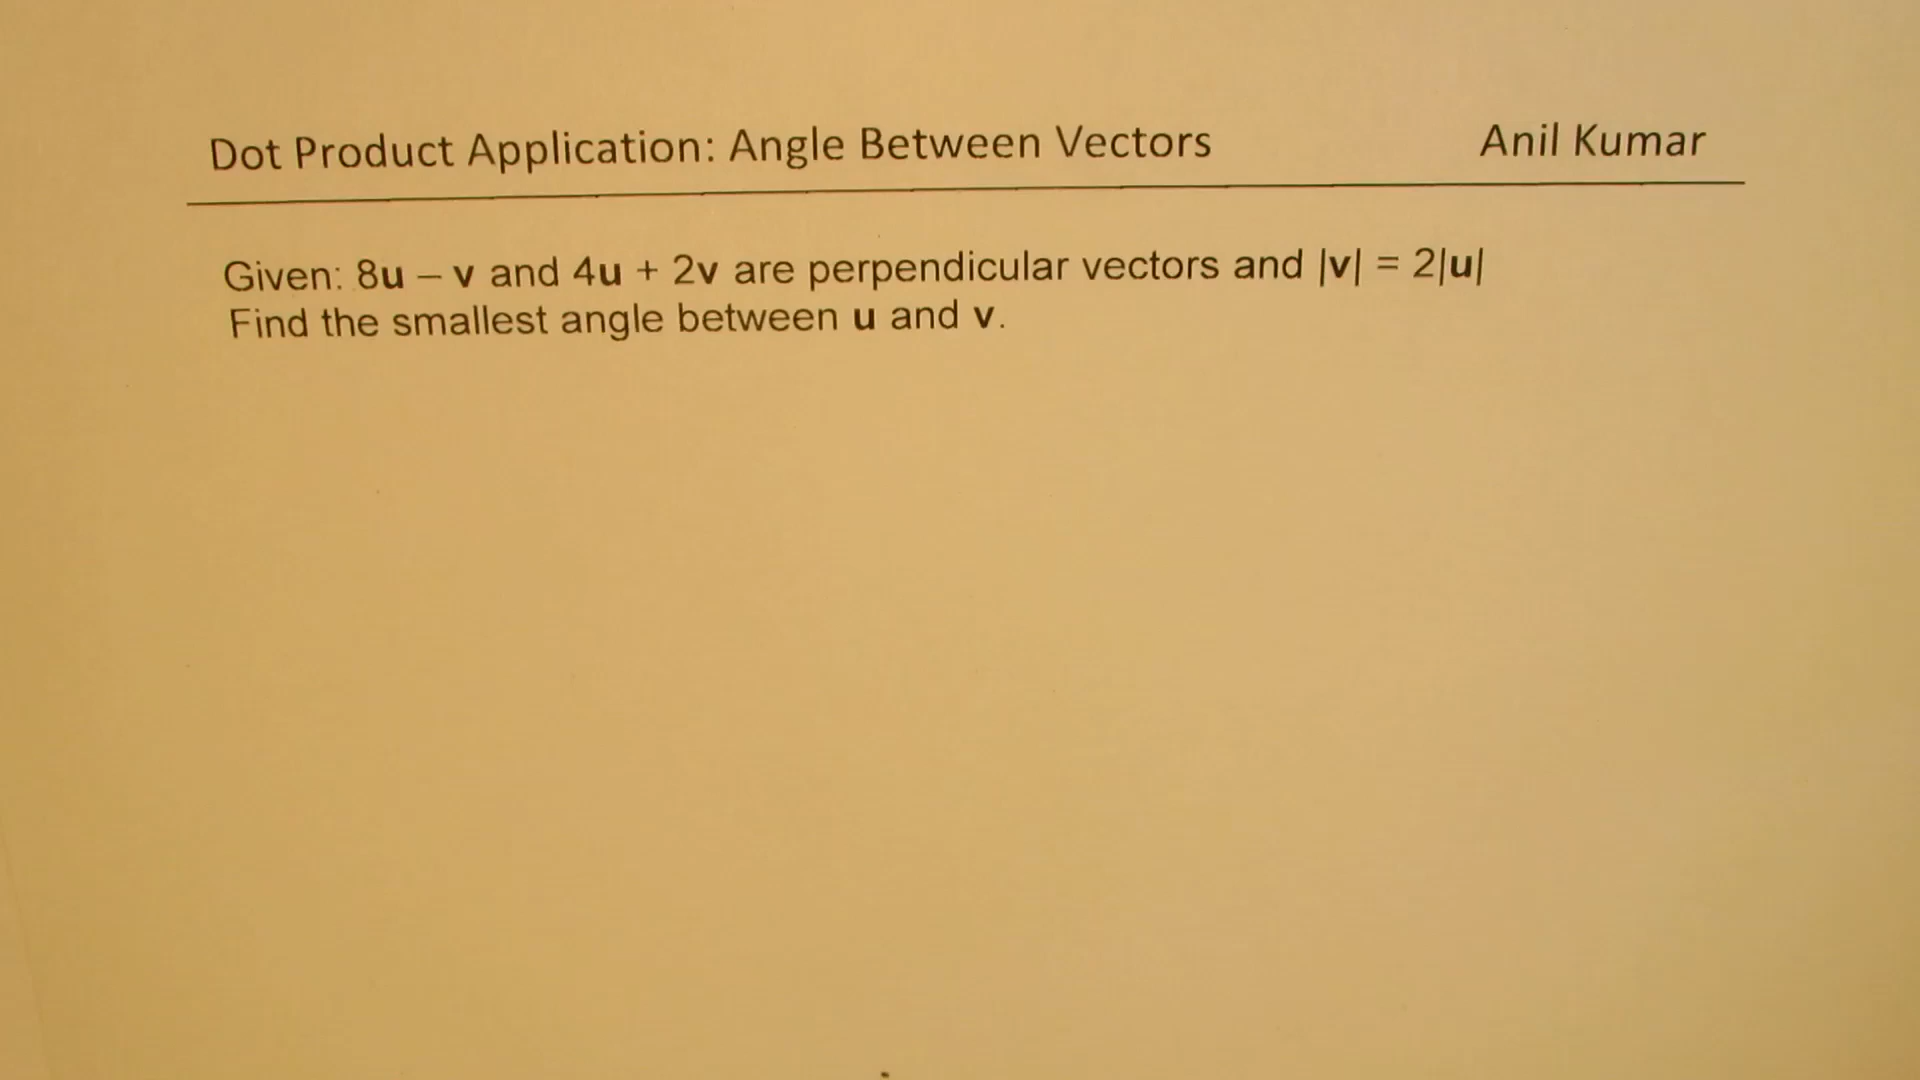 Dot Product Application: Angle Between Vectors Anil Kumar
Given: 8u – v and 4u + 2v are perpendicular vectors and |v| = 2|u|
Find the smallest angle between u and v.